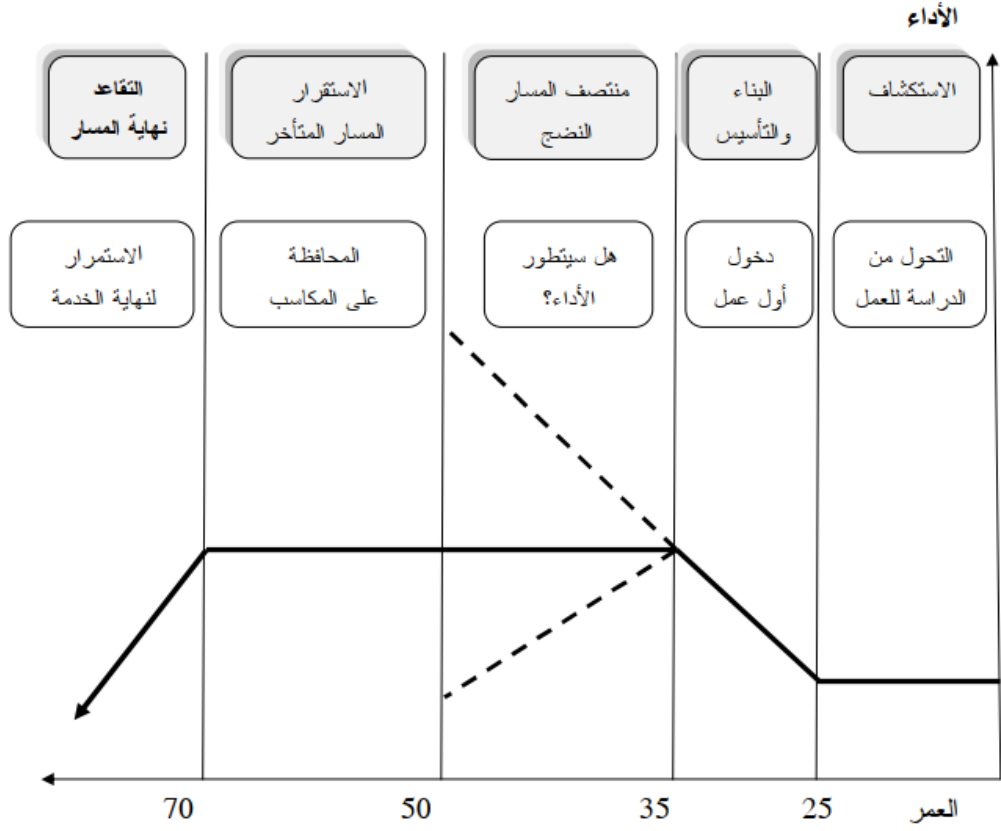 الأداء
الاستكشاف
البناء
والتأسيس
منتصف المسار
النضج
الاستقرار
المسار المتأخر
التقاعد
نهاية المسار
التحول من
الدراسة للعمل
دخول
أول عمل
هل سيتطور
الأداء؟
المحافظة
على المكاسب
الاستمرار
لنهاية الخدمة
العمر
25
35
50
70